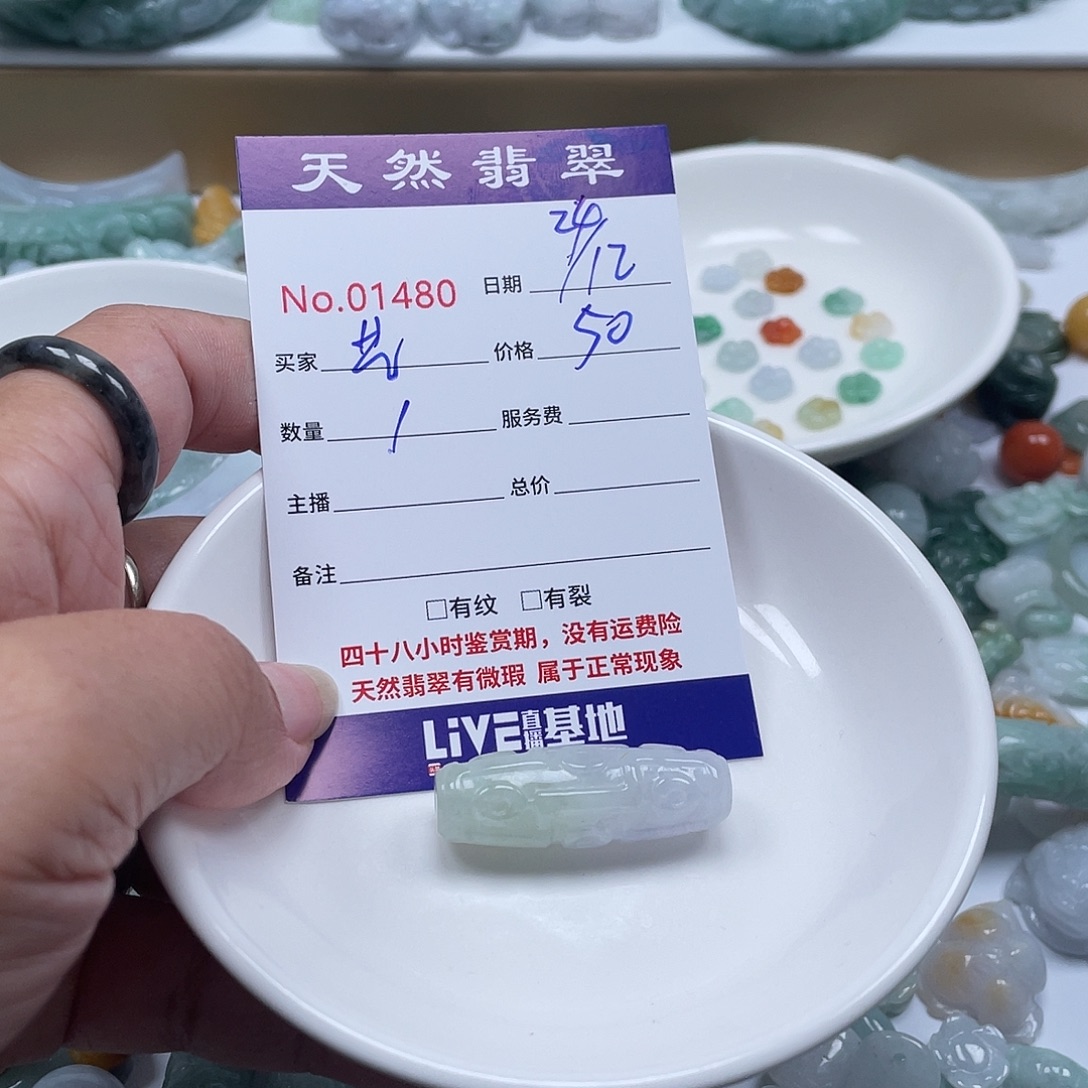 天然翡翠
24/12
No.01480 日期
买家 价格 50
数量 1 服务费
主播 总价
备注
□有纹 □有裂
四十八小时鉴赏期，没有运费险
天然翡翠有微瑕 属于正常现象
LiVE直播基地